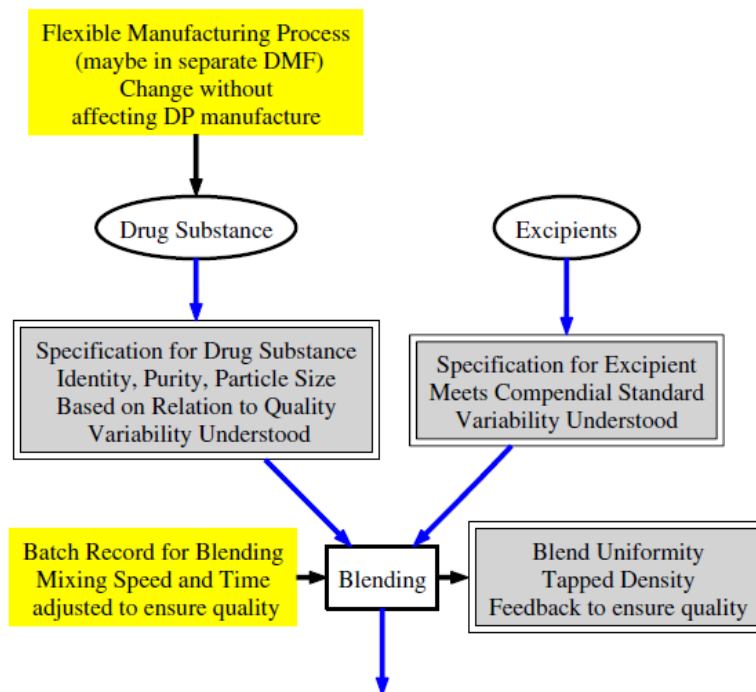 Flexible Manufacturing Process
(maybe in separate DMF)
Change without
affecting DP manufacture
Drug Substance
Excipients
Specification for Drug Substance
Identity, Purity, Particle Size
Based on Relation to Quality
Variability Understood
Specification for Excipient
Meets Compendial Standard
Variability Understood
Batch Record for Blending
Mixing Speed and Time
adjusted to ensure quality
Blending
Blend Uniformity
Tapped Density
Feedback to ensure quality